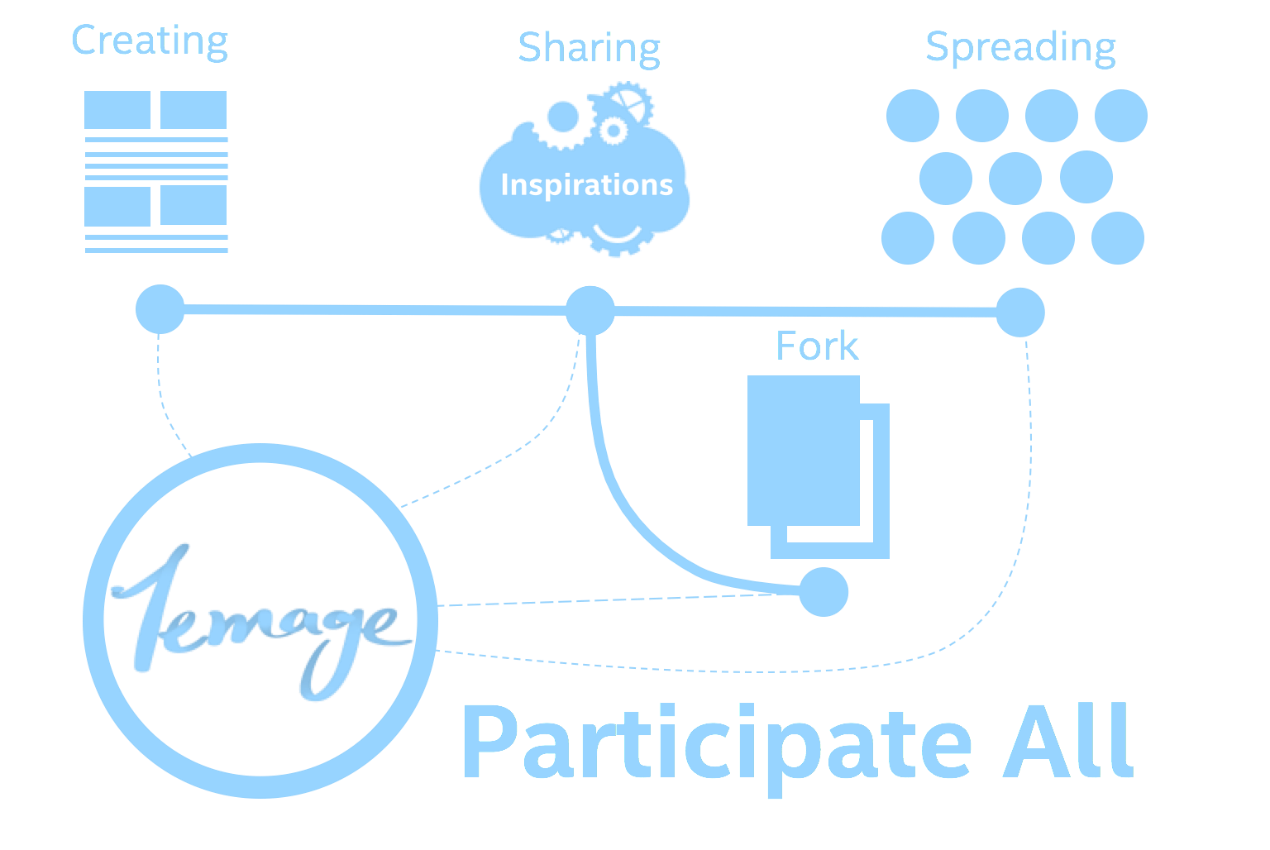 Creating
Sharing
Spreading
Inspirations
Fork
Temage
Participate All